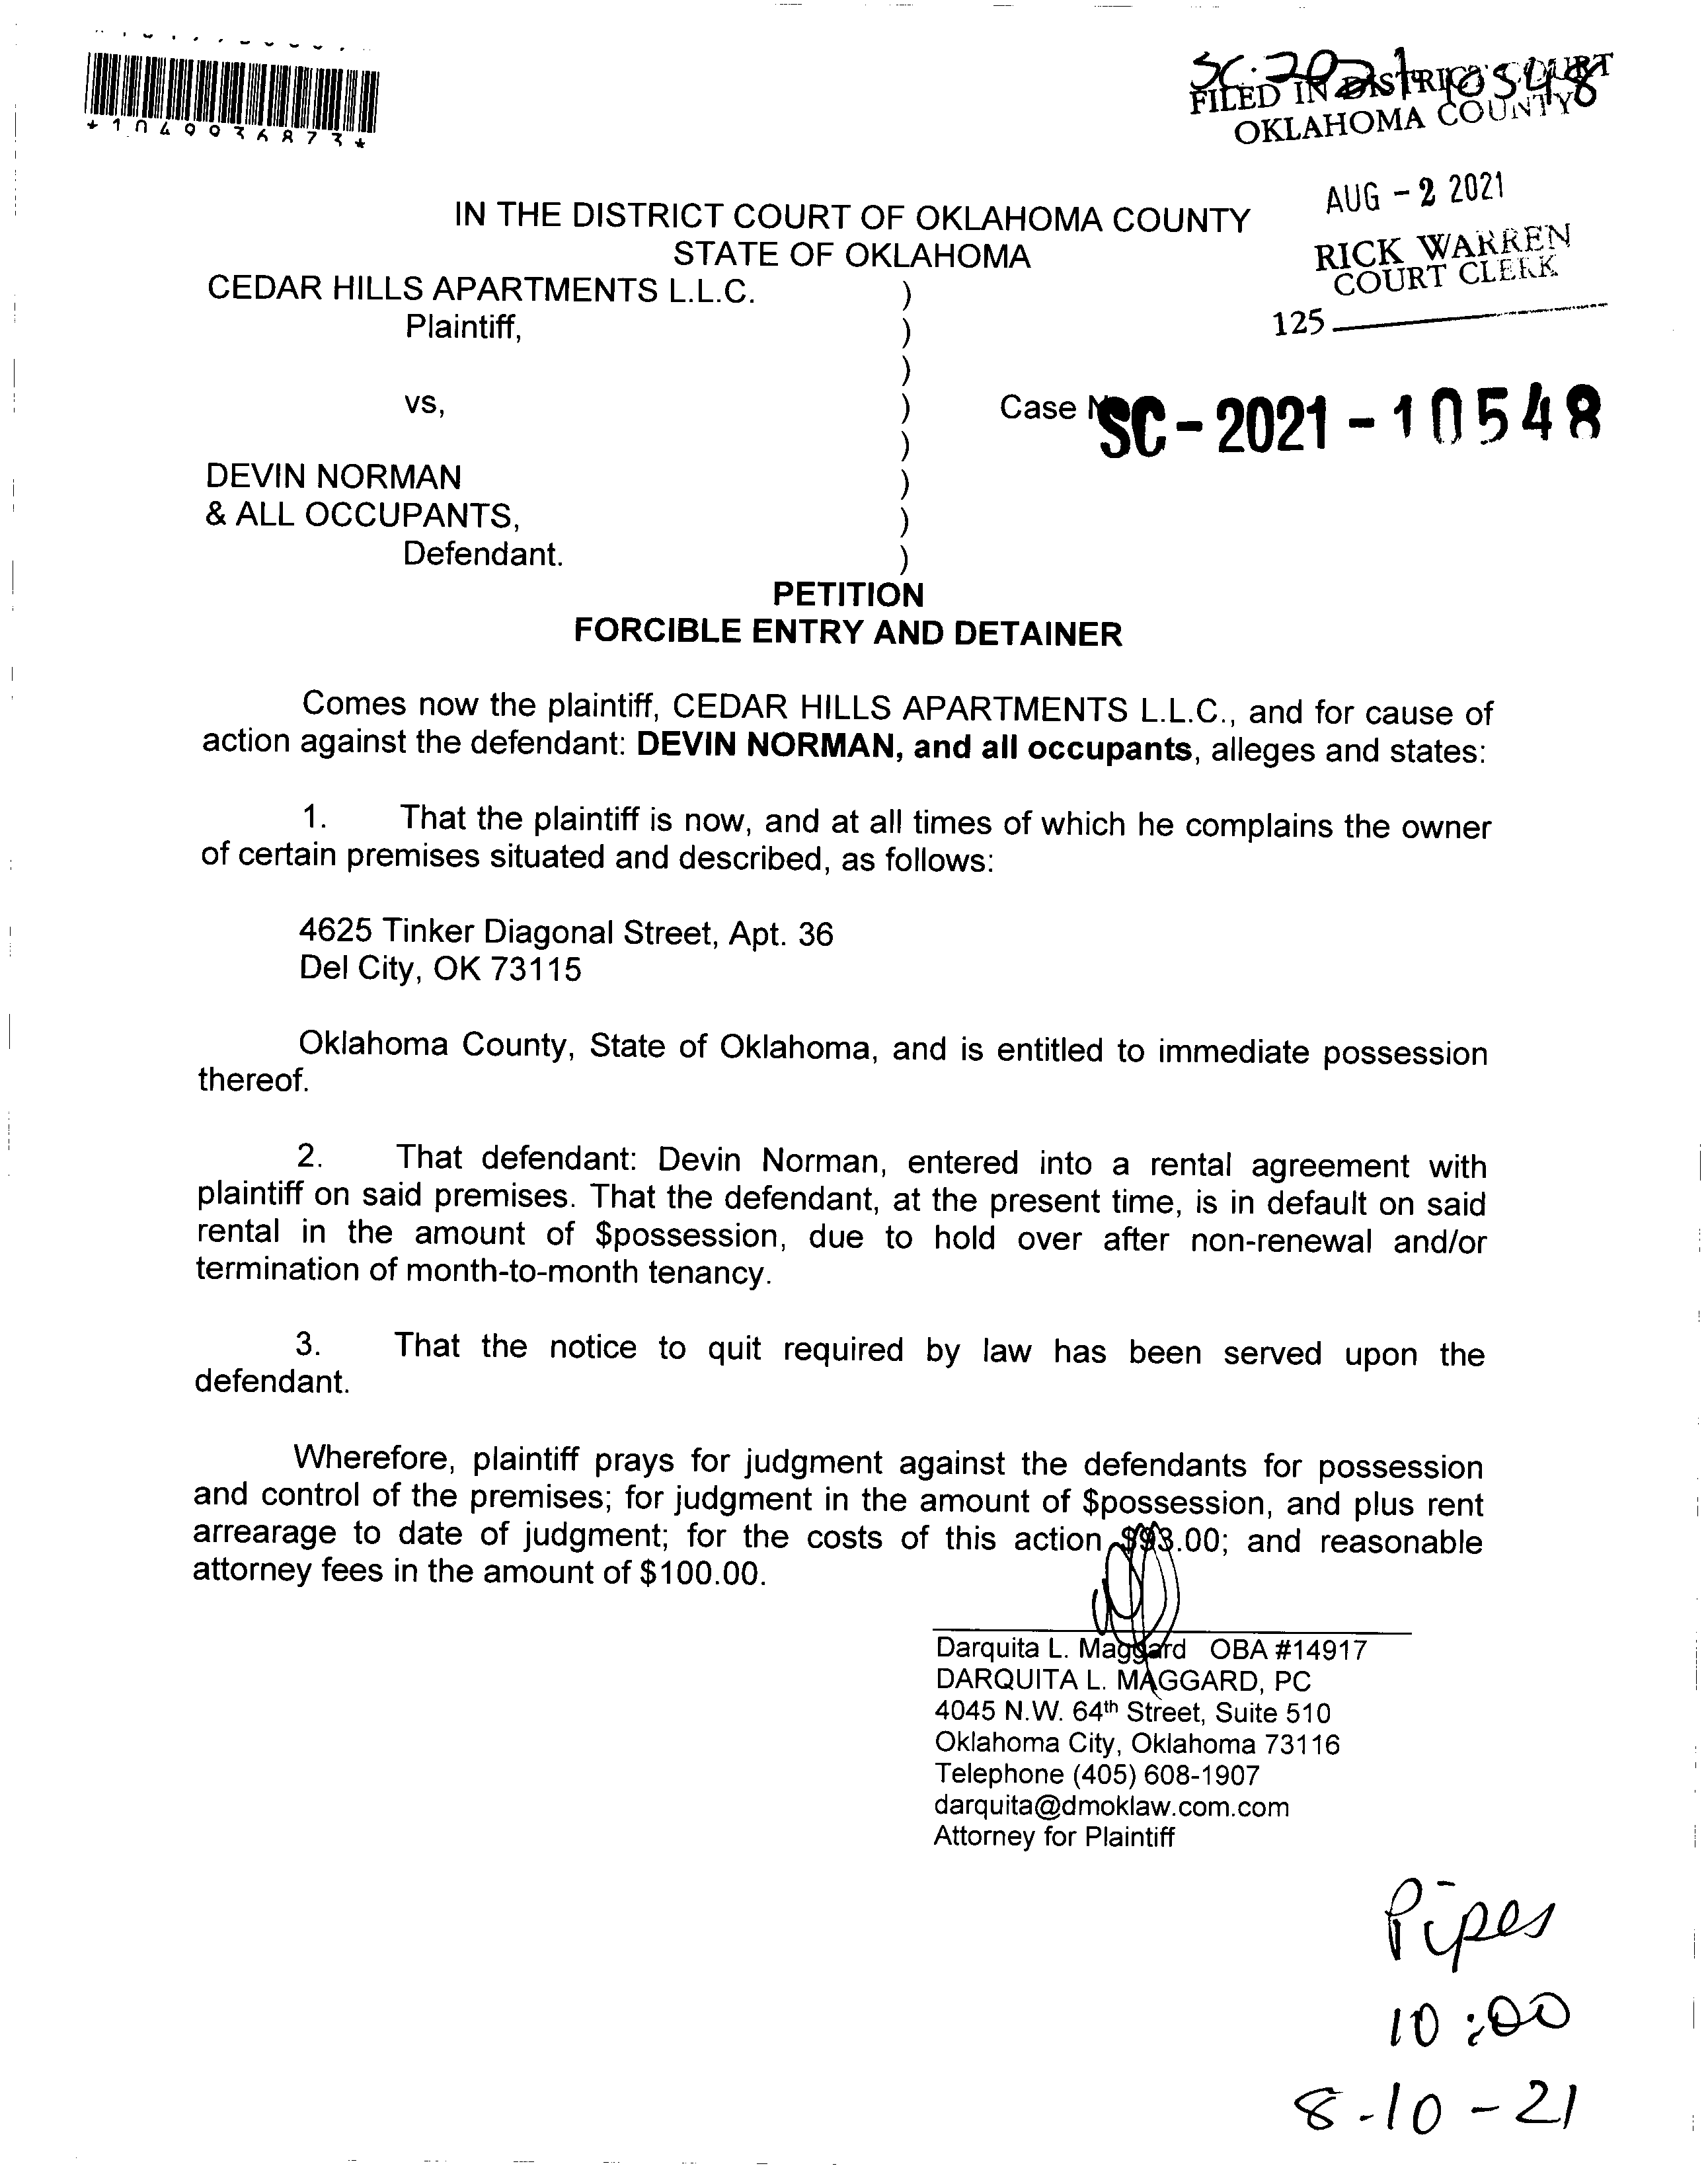 *1049936873*
SC-2021-10548
FILED IN DISTRICT COURT
OKLAHOMA COUNTY
AUG - 2 2021
RICK WARREN
COURT CLERK
125
IN THE DISTRICT COURT OF OKLAHOMA COUNTY
STATE OF OKLAHOMA
CEDAR HILLS APARTMENTS L.L.C. )
Plaintiff, )
)
vs, ) Case SC-2021-10548
)
DEVIN NORMAN )
& ALL OCCUPANTS, )
Defendant. )
PETITION
FORCIBLE ENTRY AND DETAINER
Comes now the plaintiff, CEDAR HILLS APARTMENTS L.L.C., and for cause of
action against the defendant: DEVIN NORMAN, and all occupants, alleges and states:
1. That the plaintiff is now, and at all times of which he complains the owner
of certain premises situated and described, as follows:
4625 Tinker Diagonal Street, Apt. 36
Del City, OK 73115
Oklahoma County, State of Oklahoma, and is entitled to immediate possession
thereof.
2. That defendant: Devin Norman, entered into a rental agreement with
plaintiff on said premises. That the defendant, at the present time, is in default on said
rental in the amount of $possession, due to hold over after non-renewal and/or
termination of month-to-month tenancy.
3. That the notice to quit required by law has been served upon the
defendant.
Wherefore, plaintiff prays for judgment against the defendants for possession
and control of the premises; for judgment in the amount of $possession, and plus rent
arrearage to date of judgment; for the costs of this action $93.00; and reasonable
attorney fees in the amount of $100.00.
Darquita L. Maggard OBA #14917
DARQUITA L. MAGGARD, PC
4045 N.W. 64th Street, Suite 510
Oklahoma City, Oklahoma 73116
Telephone (405) 608-1907
darquita@dmoklaw.com.com
Attorney for Plaintiff
Pipes
10:00
8-10-21